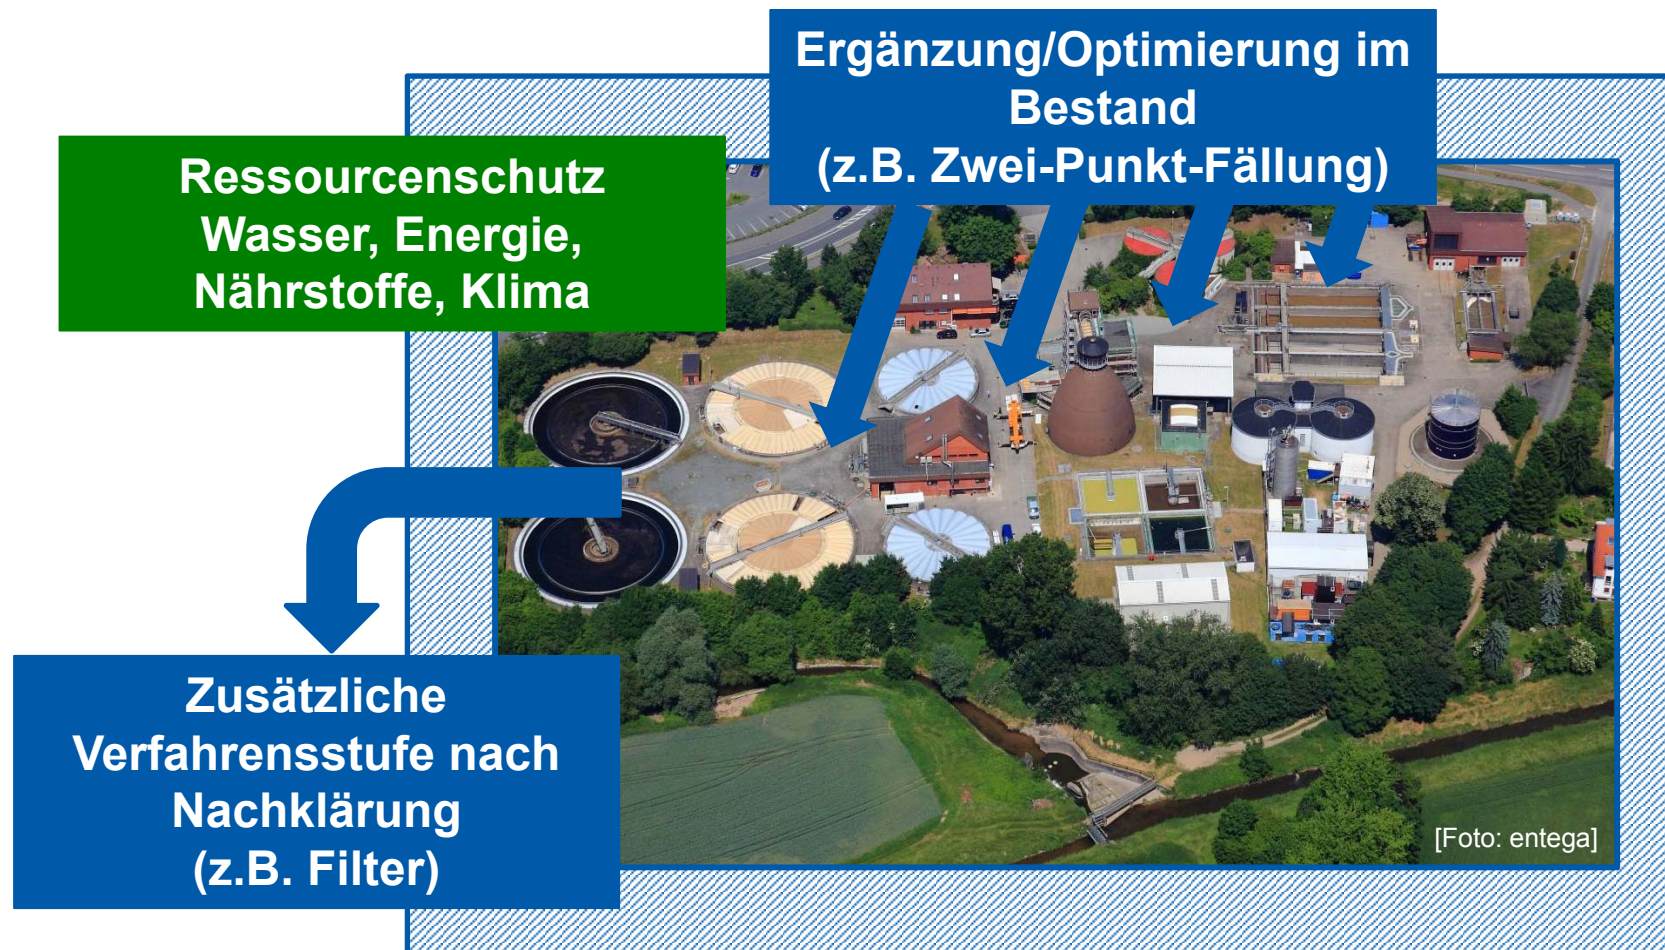 Ergänzung/Optimierung im
Bestand
(z.B. Zwei-Punkt-Fällung)
Ressourcenschutz
Wasser, Energie,
Nährstoffe, Klima
Zusätzliche
Verfahrensstufe nach
Nachklärung
(z.B. Filter)
[Foto: entega]